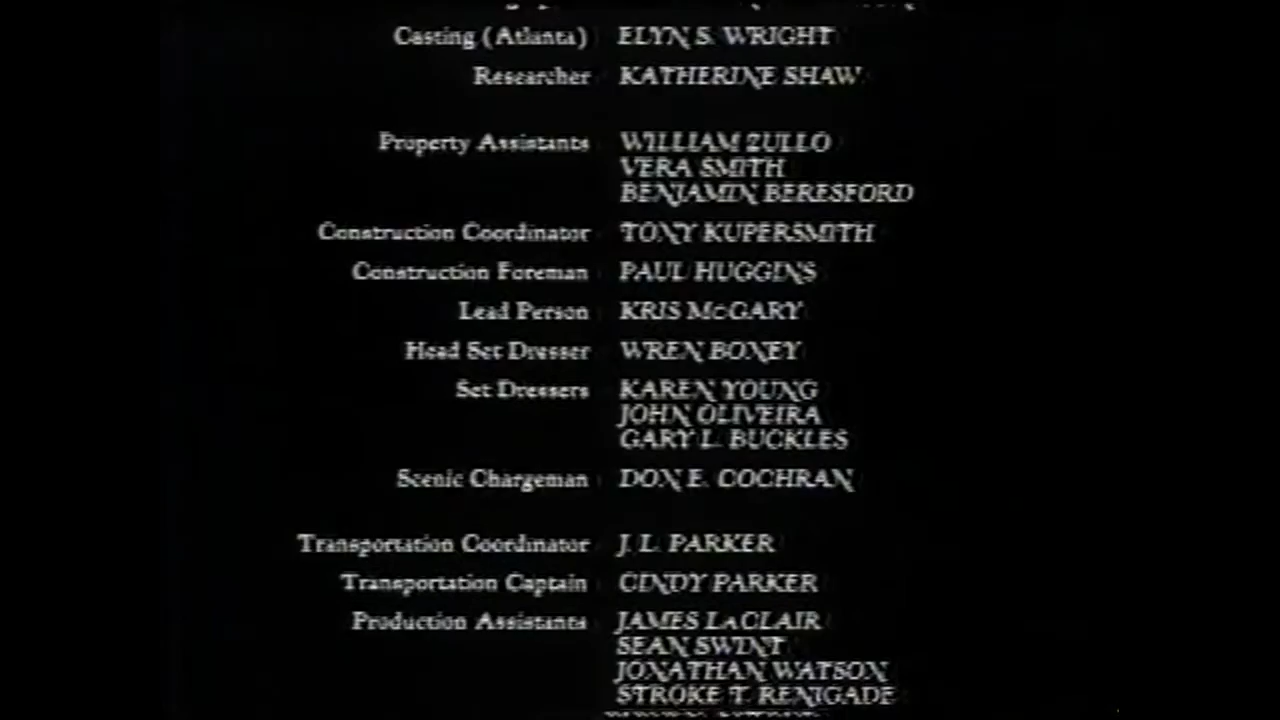 Casting (Atlanta) ELYN S. WRIGHT
Researcher KATHERINE SHAW
Property Assistants WILLIAM ZULLO
VERA SMITH
BENJAMIN BERESFORD
Construction Coordinator TONY KUPERSMITH
Construction Foreman PAUL HUGGINS
Lead Person KRIS McGARY
Head Set Dresser WREN BONEY
Set Dressers KAREN YOUNG
JOHN OLIVEIRA
GARY L. BUCKLES
Scenic Chargeman DON E. COCHRAN
Transportation Coordinator J. L. PARKER
Transportation Captain CINDY PARKER
Production Assistants JAMES LaCLAIR
SEAN SWINT
JONATHAN WATSON
STROKE T. RENIGADE